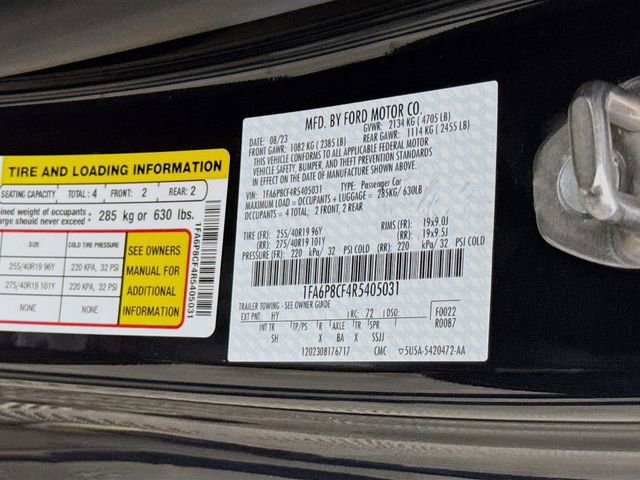 TIRE AND LOADING INFORMATION
SEATING CAPACITY TOTAL: 4 FRONT: 2 REAR: 2
weight of occupants
should never exceed: 285 kg or 630 lbs.
SIZE COLD TIRE PRESSURE
255/40R19 96Y 220 KPA, 32 PSI
275/40R19 101Y 220 KPA, 32 PSI
NONE NONE
SEE OWNERS
MANUAL FOR
ADDITIONAL
INFORMATION
1FA6P8CF4R5405031
MFD. BY FORD MOTOR CO.
08/23 GVWR: 2134 KG ( 4705 LB)
FRONT GAWR: 1082 KG ( 2385 LB) REAR GAWR: 1114 KG ( 2455 LB)
THIS VEHICLE CONFORMS TO ALL APPLICABLE FEDERAL MOTOR
VEHICLE SAFETY, BUMPER, AND THEFT PREVENTION STANDARDS
IN EFFECT ON THE DATE OF MANUFACTURE SHOWN ABOVE.
VIN: 1FA6P8CF4R5405031 TYPE: Passenger Car
MAXIMUM LOAD = OCCUPANTS + LUGGAGE = 285KG/ 630LB
OCCUPANTS = 4 TOTAL: 2 FRONT, 2 REAR
TIRE (FR): 255/40R19 96Y RIMS (FR): 19x9.0J
(RR): 275/40R19 101Y (RR): 19x9.5J
PRESSURE (FR): 220 kPa/ 32 PSI COLD (RR): 220 kPa/ 32 PSI COLD
1FA6P8CF4R5405031
TRAILER TOWING - SEE OWNER GUIDE
EXT PNT: HY RC: 72 DSO: F0022
INT TR TP/PS R AX TR SPR R0087
SH X BA X SSJJ
1202308176717 CMC 5U5A-5420472-AA